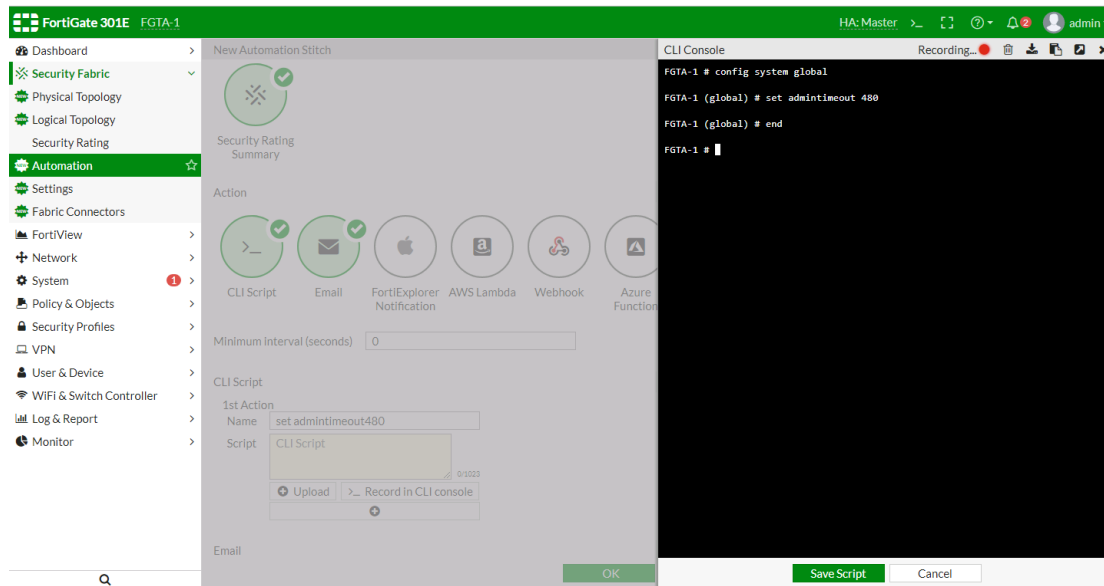 FortiGate 301E FGTA-1
HA: Master >_ 2 admin
Dashboard
Security Fabric
Physical Topology
Logical Topology
Security Rating
Automation
Settings
Fabric Connectors
FortiView
Network
System 1
Policy & Objects
Security Profiles
VPN
User & Device
WiFi & Switch Controller
Log & Report
Monitor
New Automation Stitch
Security Rating
Summary
Action
CLI Script
Email
FortiExplorer
Notification
AWS Lambda
Webhook
Azure
Function
Minimum Interval (seconds) 0
CLI Script
1st Action
Name set admintimeout480
Script CLI Script
0/1023
Upload >_ Record in CLI console
Email
OK
CLI Console Recording...
FGTA-1 # config system global
FGTA-1 (global) # set admintimeout 480
FGTA-1 (global) # end
FGTA-1 #
Save Script Cancel